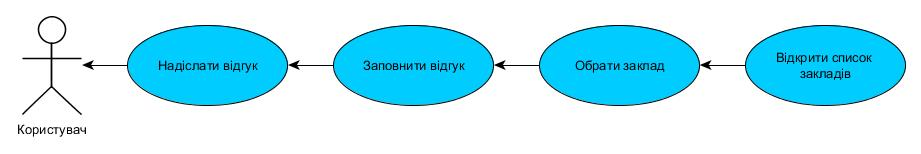 Надіслати відгук
Заповнити відгук
Обрати заклад
Відкрити список
закладів
Користувач